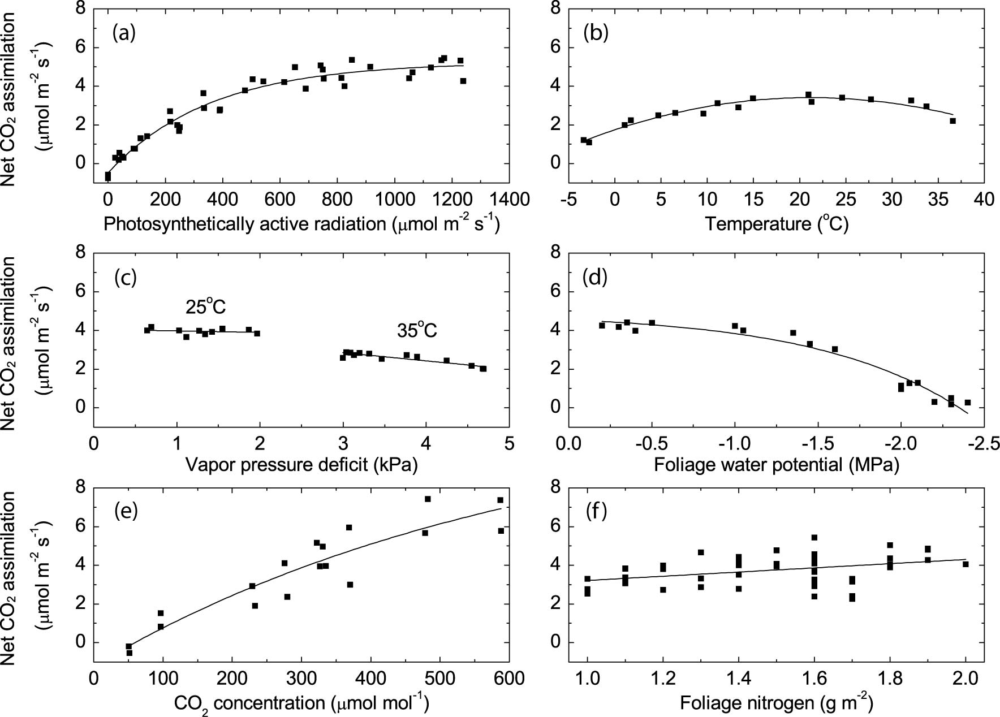 (a)
8
6
4
2
0
Net CO2 assimilation
(μmol m-2 s-1)
0 200 400 600 800 1000 1200 1400
Photosynthetically active radiation (μmol m-2 s-1)
(b)
8
6
4
2
0
-5 0 5 10 15 20 25 30 35 40
Temperature (oC)
(c)
8
6
4
2
0
Net CO2 assimilation
(μmol m-2 s-1)
25oC
35oC
0 1 2 3 4 5
Vapor pressure deficit (kPa)
(d)
8
6
4
2
0
0.0 -0.5 -1.0 -1.5 -2.0 -2.5
Foliage water potential (MPa)
(e)
8
6
4
2
0
Net CO2 assimilation
(μmol m-2 s-1)
0 100 200 300 400 500 600
CO2 concentration (μmol mol-1)
(f)
8
6
4
2
0
1.0 1.2 1.4 1.6 1.8 2.0
Foliage nitrogen (g m-2)